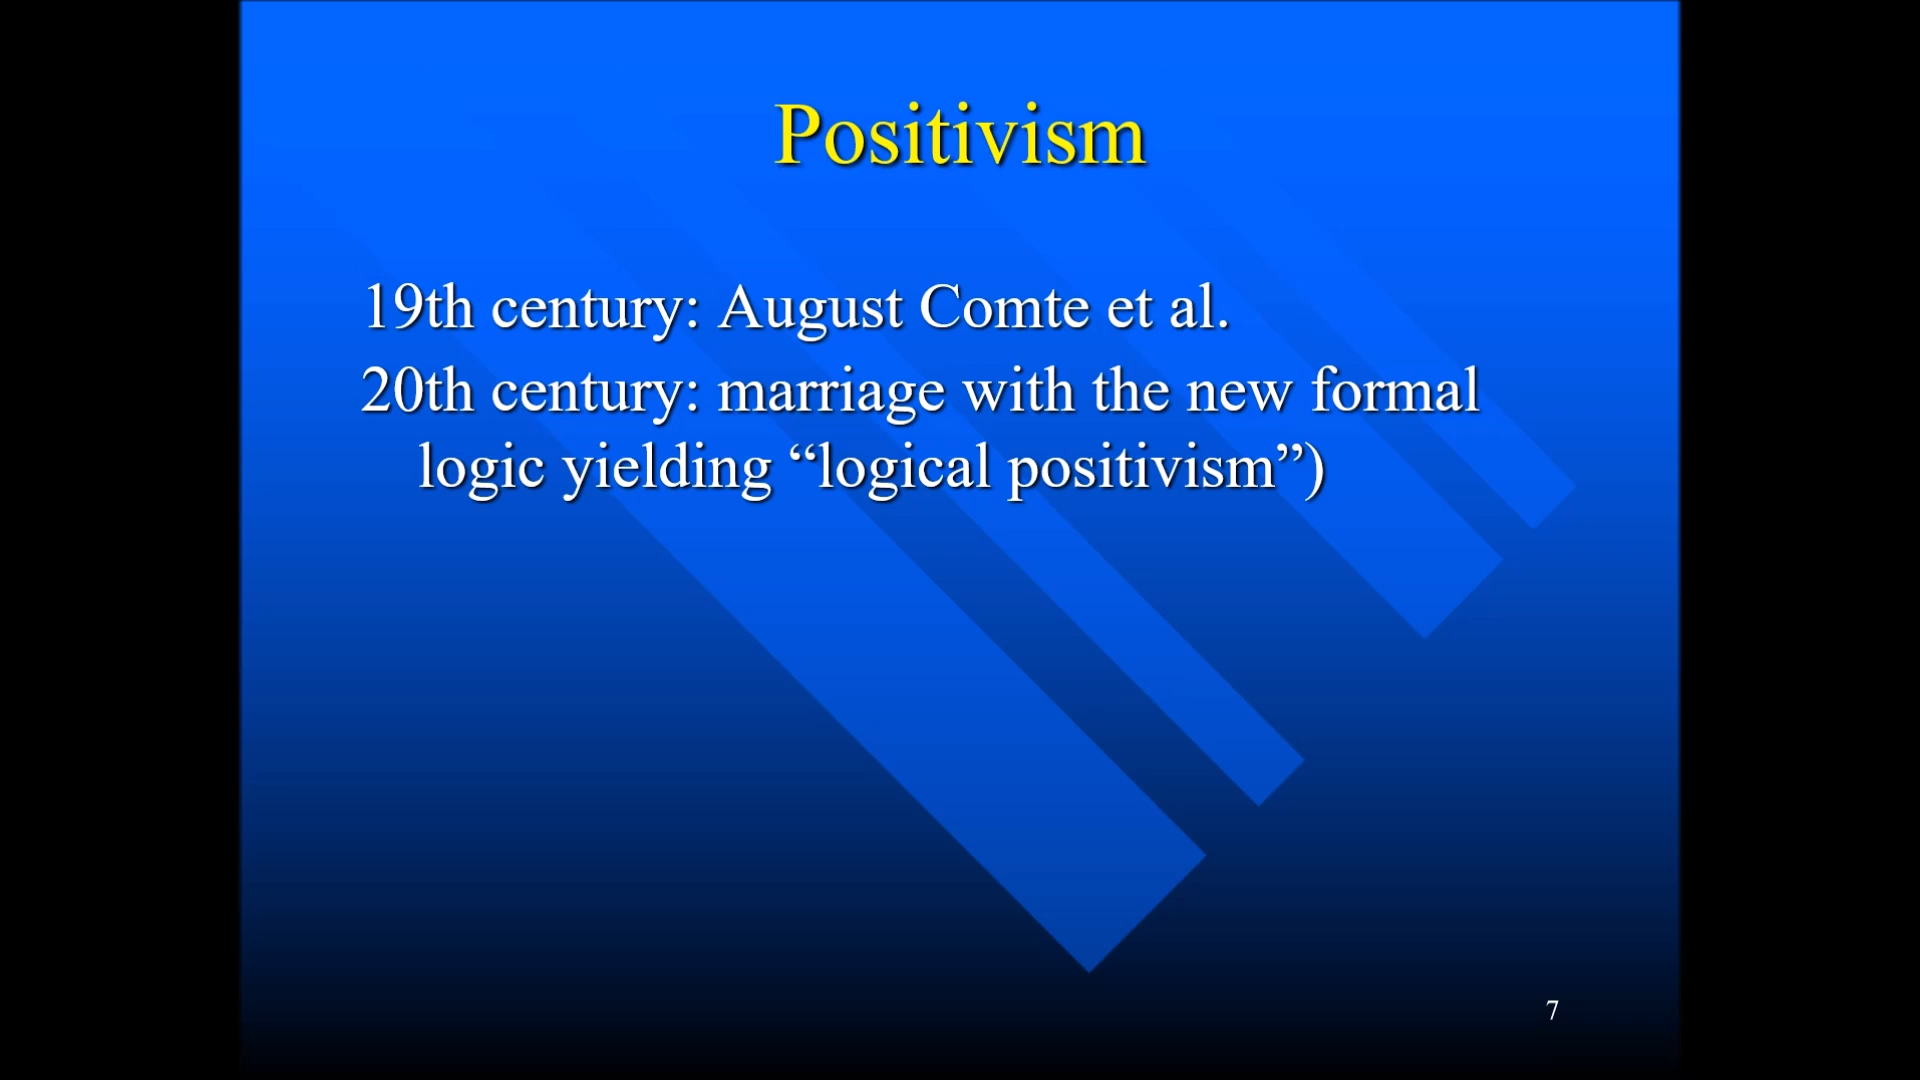 Positivism
19th century: August Comte et al.
20th century: marriage with the new formal
logic yielding “logical positivism”)
7